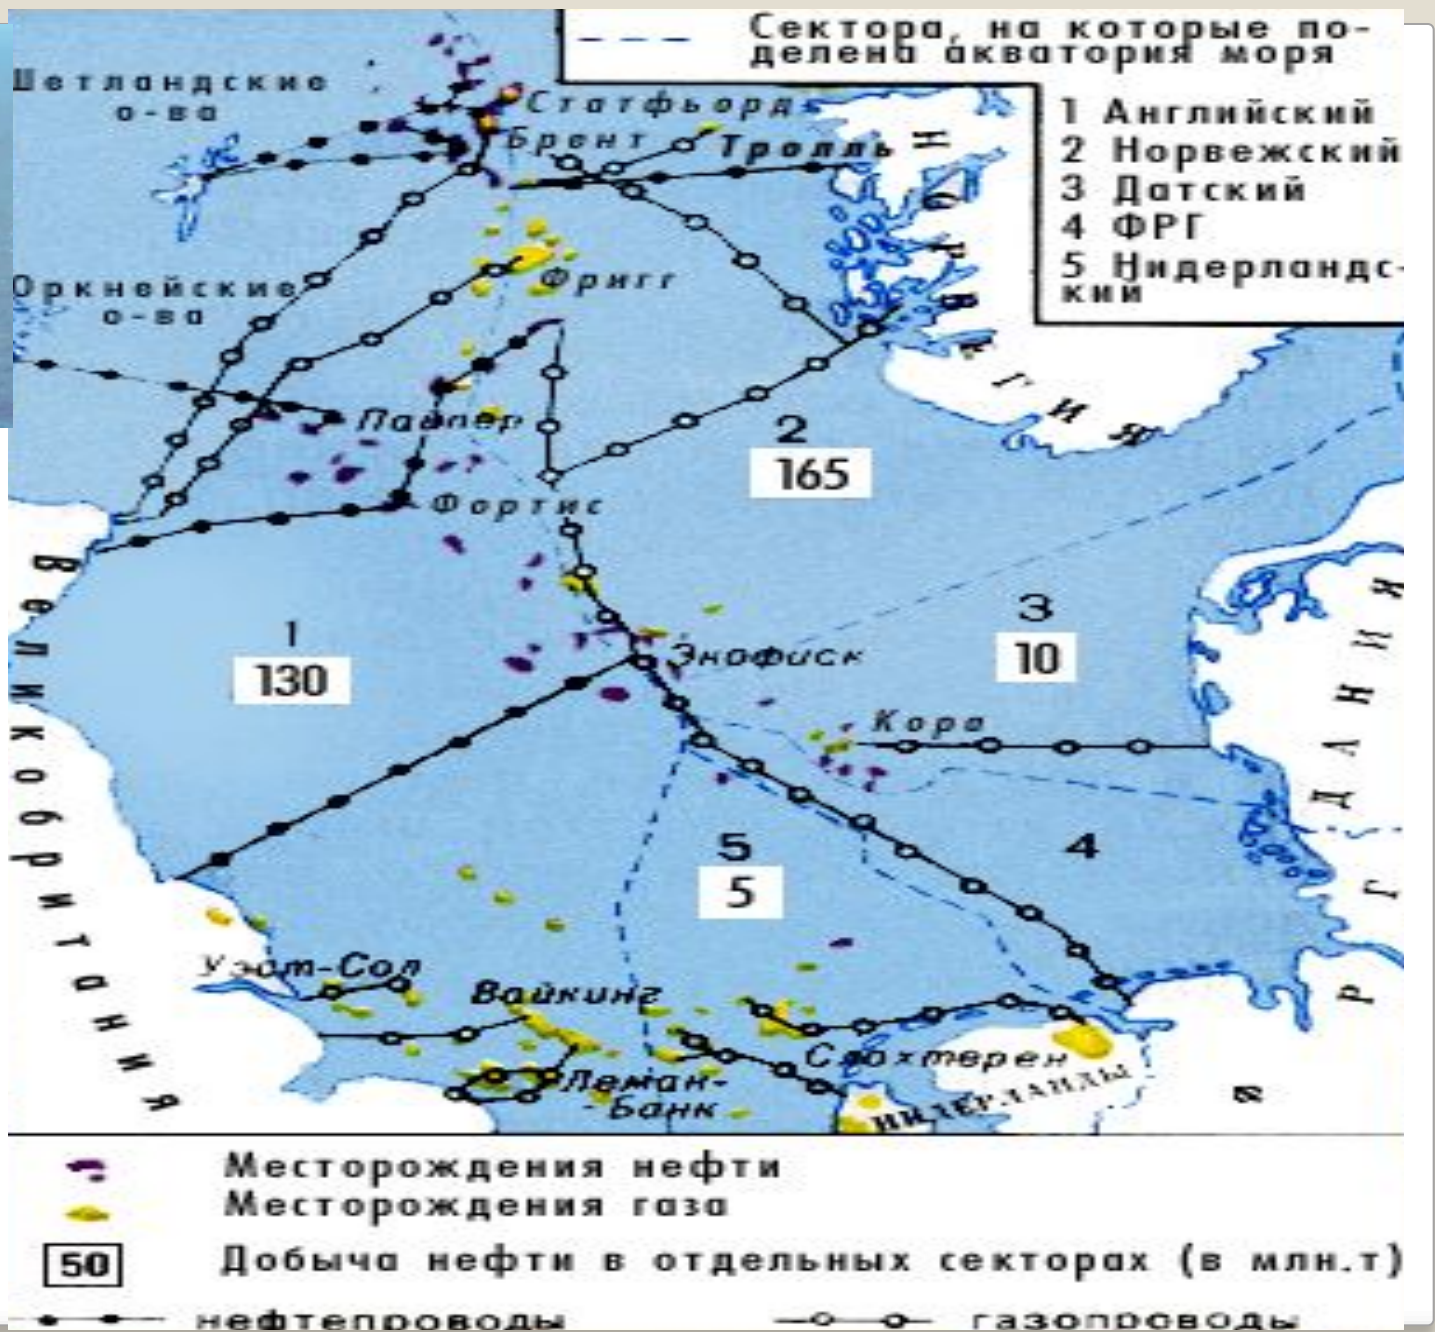 Сектора, на которые по-
делена акватория моря
1 Английский
2 Норвежский
3 Датский
4 ФРГ
5 Нидерландс-
кий
Шетландские
о-ва
Статфьорд
Брент
Тролль
Оркнейские
о-ва
Фригг
НОРВЕГИЯ
Пайпер
2
165
Фортис
Великобритания
1
130
Экофиск
3
10
ДАНИЯ
Кора
5
5
4
ФРГ
Уэст-Сол
Вайкинг
Слохтерен
Леман-
-Банк
НИДЕРЛАНДЫ
Месторождения нефти
Месторождения газа
50 Добыча нефти в отдельных секторах (в млн.т)
нефтепроводы газопроводы